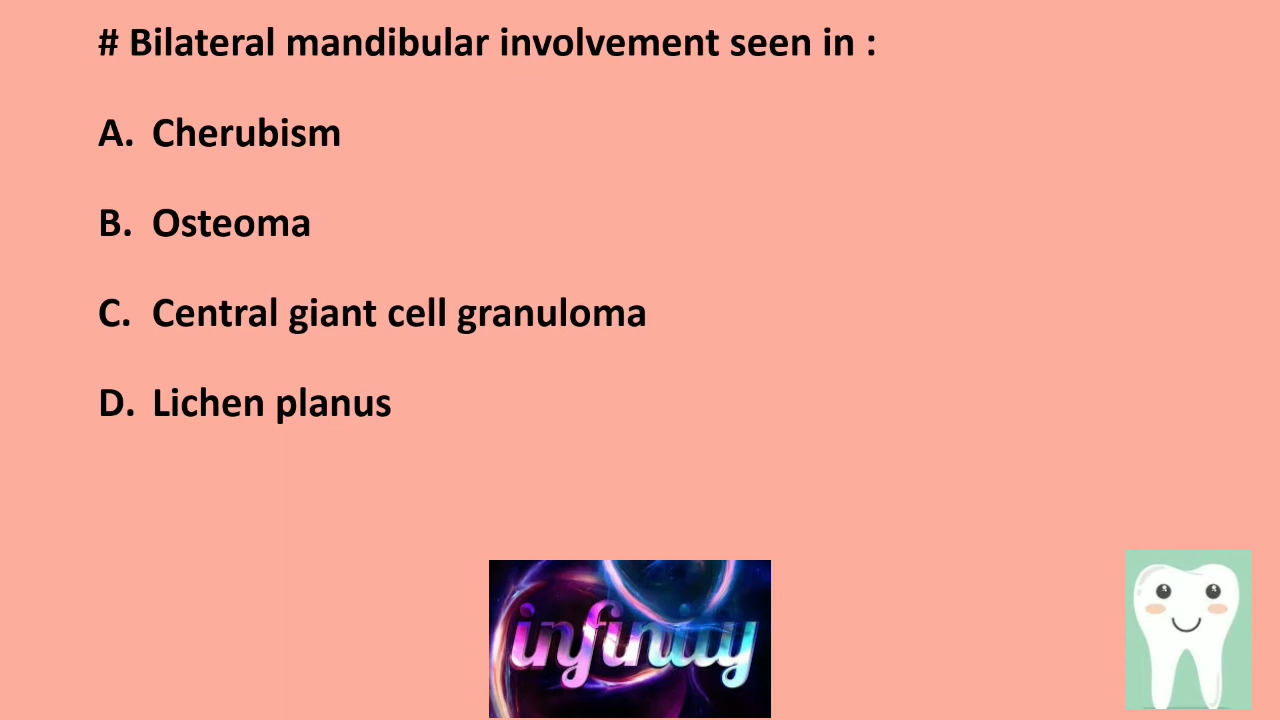 # Bilateral mandibular involvement seen in :
A. Cherubism
B. Osteoma
C. Central giant cell granuloma
D. Lichen planus
infinity